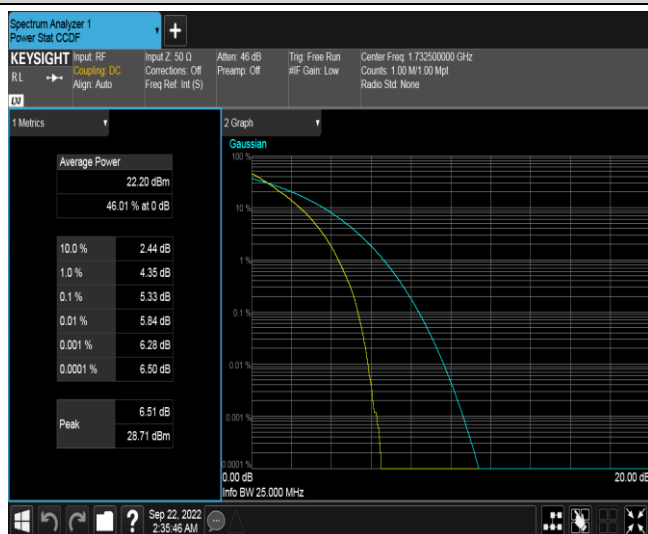 Spectrum Analyzer 1
Power Stat CCDF
KEYSIGHT
RL
LXI
Input: RF
Coupling: DC
Align: Auto
Input Z: 50 Ω
Corrections: Off
Freq Ref: Int (S)
Atten: 46 dB
Preamp: Off
Trig: Free Run
#IF Gain: Low
Center Freq: 1.732500000 GHz
Counts: 1.00 M/1.00 Mpt
Radio Std: None
1 Metrics
Average Power
22.20 dBm
46.01 % at 0 dB
10.0 % 2.44 dB
1.0 % 4.35 dB
0.1 % 5.33 dB
0.01 % 5.84 dB
0.001 % 6.28 dB
0.0001 % 6.50 dB
Peak
6.51 dB
28.71 dBm
2 Graph
Gaussian
100 %
10 %
1 %
0.1 %
0.01 %
0.001 %
0.0001 %
0.00 dB 20.00 dB
Info BW 25.000 MHz
Sep 22, 2022
2:35:46 AM